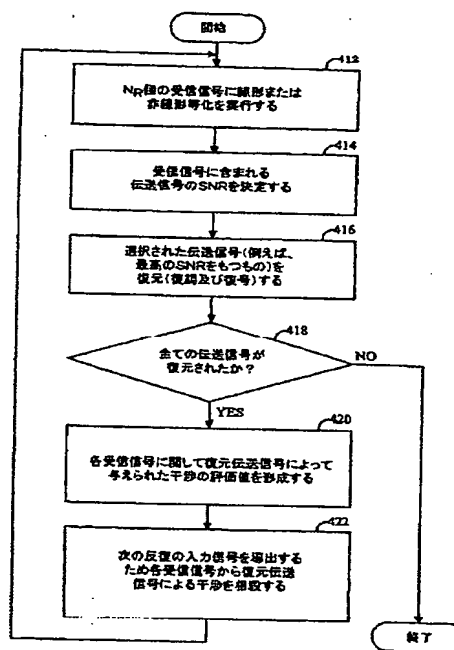 開始
412
NR個の受信信号に線形または
非線形等化を実行する
414
受信信号に含まれる
伝送信号のSNRを決定する
416
選択された伝送信号(例えば、
最高のSNRをもつもの)を
復元(復調及び復号)する
418
全ての伝送信号が
復元されたか?
NO
YES
420
各受信信号に関して復元伝送信号によって
与えられた干渉の評価値を形成する
422
次の反復の入力信号を導出する
ため各受信信号から復元伝送
信号による干渉を相殺する
終了